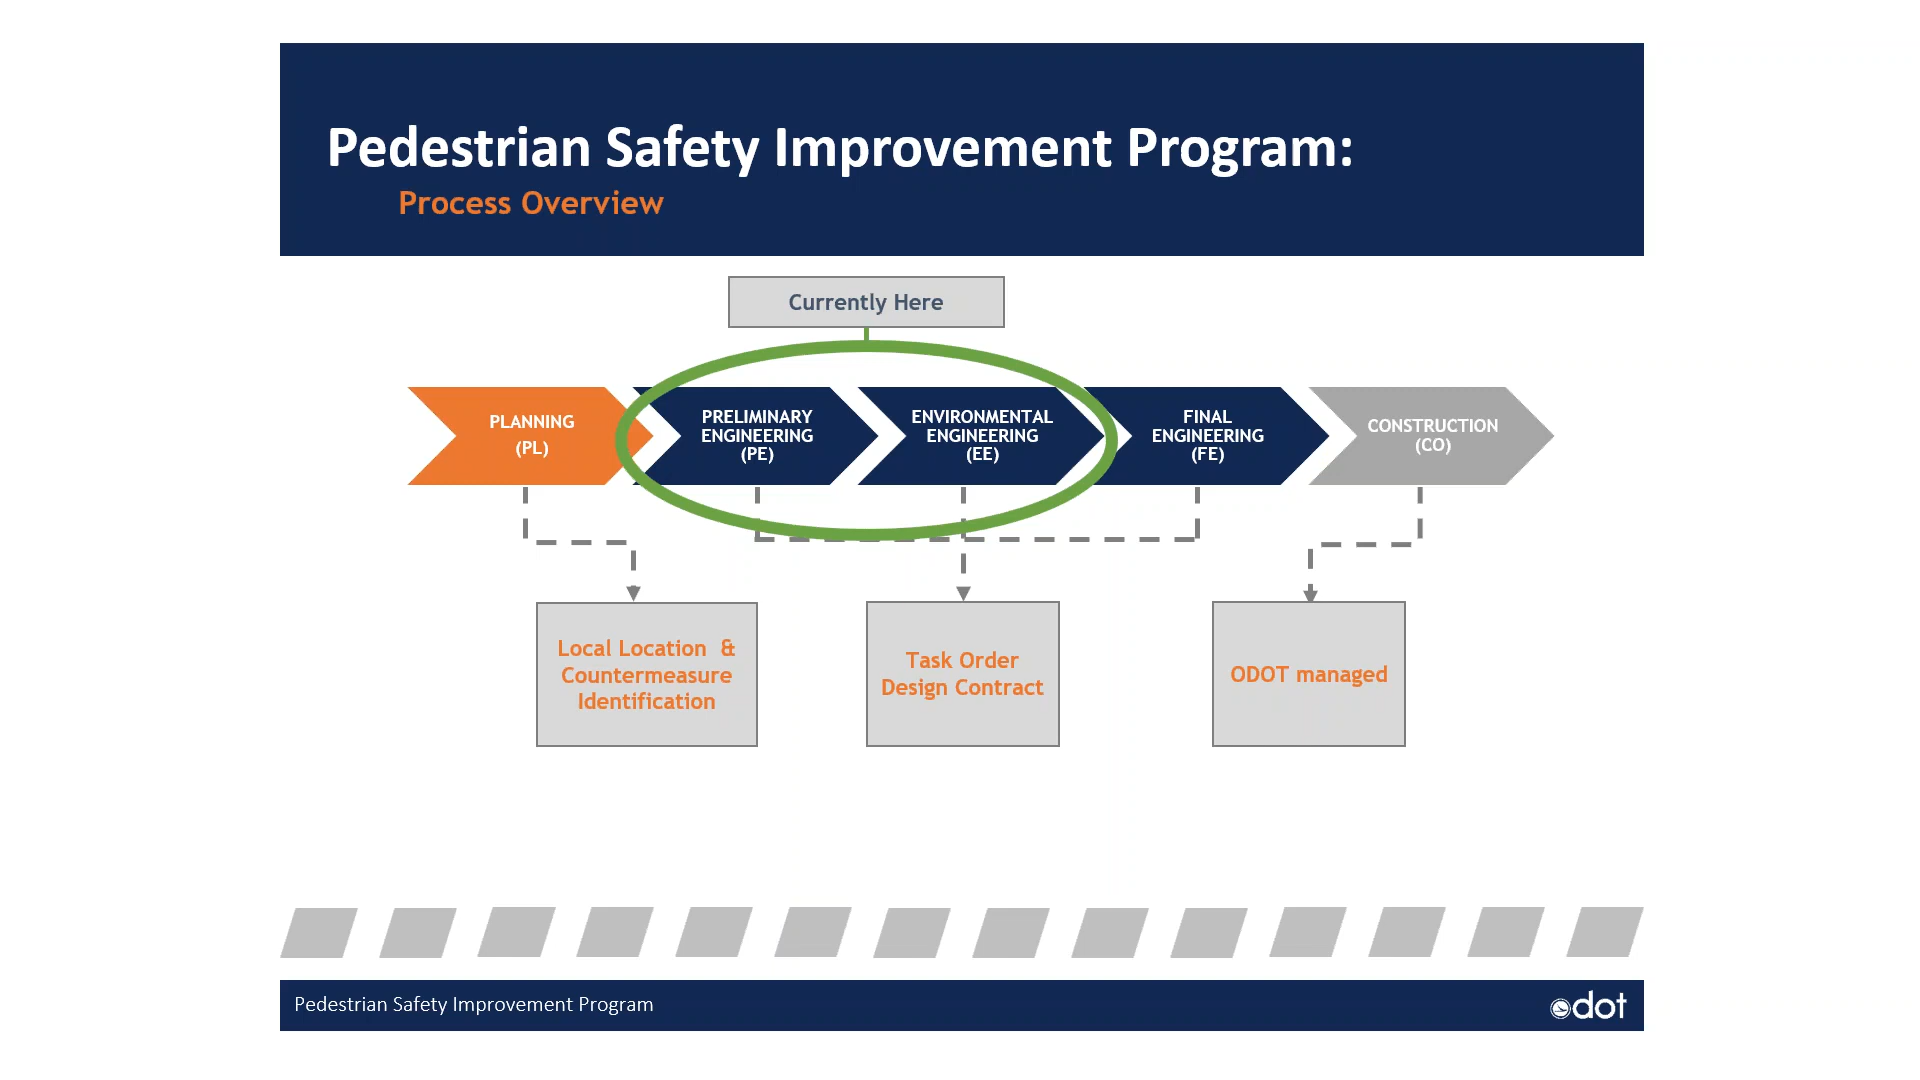 Pedestrian Safety Improvement Program:
Process Overview
Currently Here
PLANNING
(PL)
PRELIMINARY
ENGINEERING
(PE)
ENVIRONMENTAL
ENGINEERING
(EE)
FINAL
ENGINEERING
(FE)
CONSTRUCTION
(CO)
Local Location &
Countermeasure
Identification
Task Order
Design Contract
ODOT managed
Pedestrian Safety Improvement Program
odot